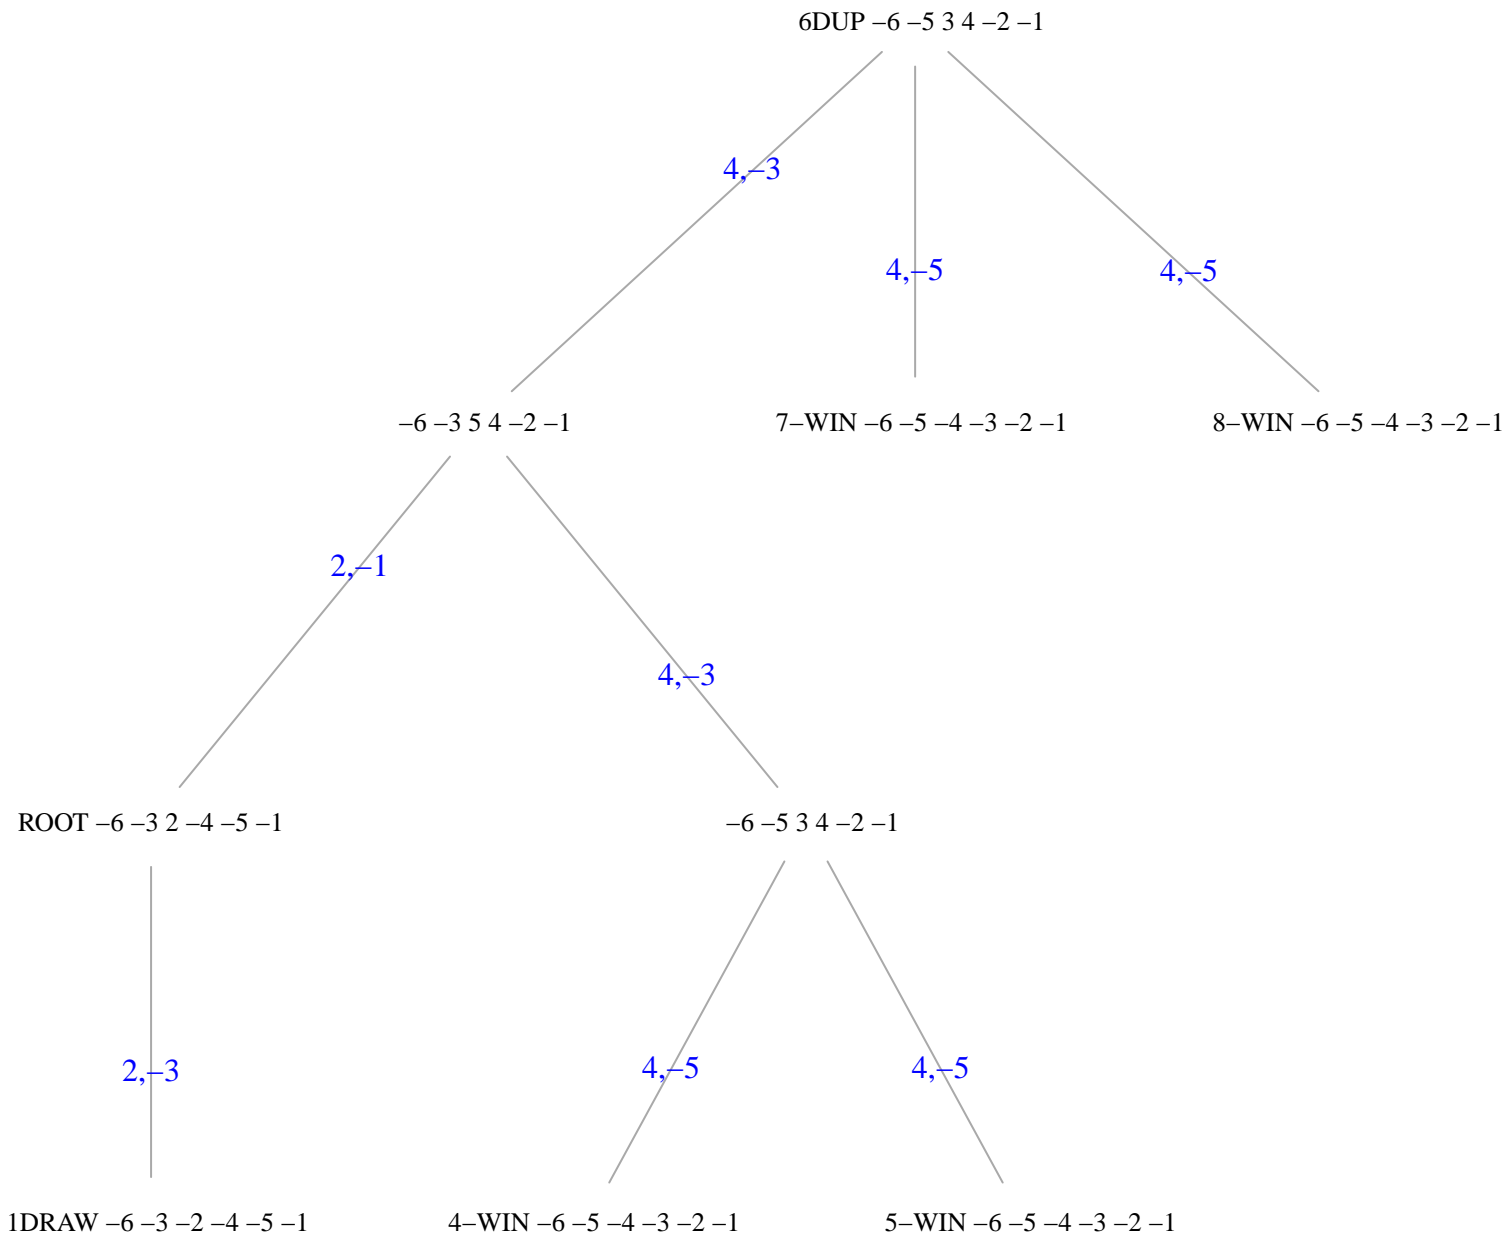 6DUP –6 –5 3 4 –2 –1
4,–3
4,–5
4,–5
–6 –3 5 4 –2 –1
7–WIN –6 –5 –4 –3 –2 –1
8–WIN –6 –5 –4 –3 –2 –1
2,–1
4,–3
ROOT –6 –3 2 –4 –5 –1
–6 –5 3 4 –2 –1
2,–3
4,–5
4,–5
1DRAW –6 –3 –2 –4 –5 –1
4–WIN –6 –5 –4 –3 –2 –1
5–WIN –6 –5 –4 –3 –2 –1